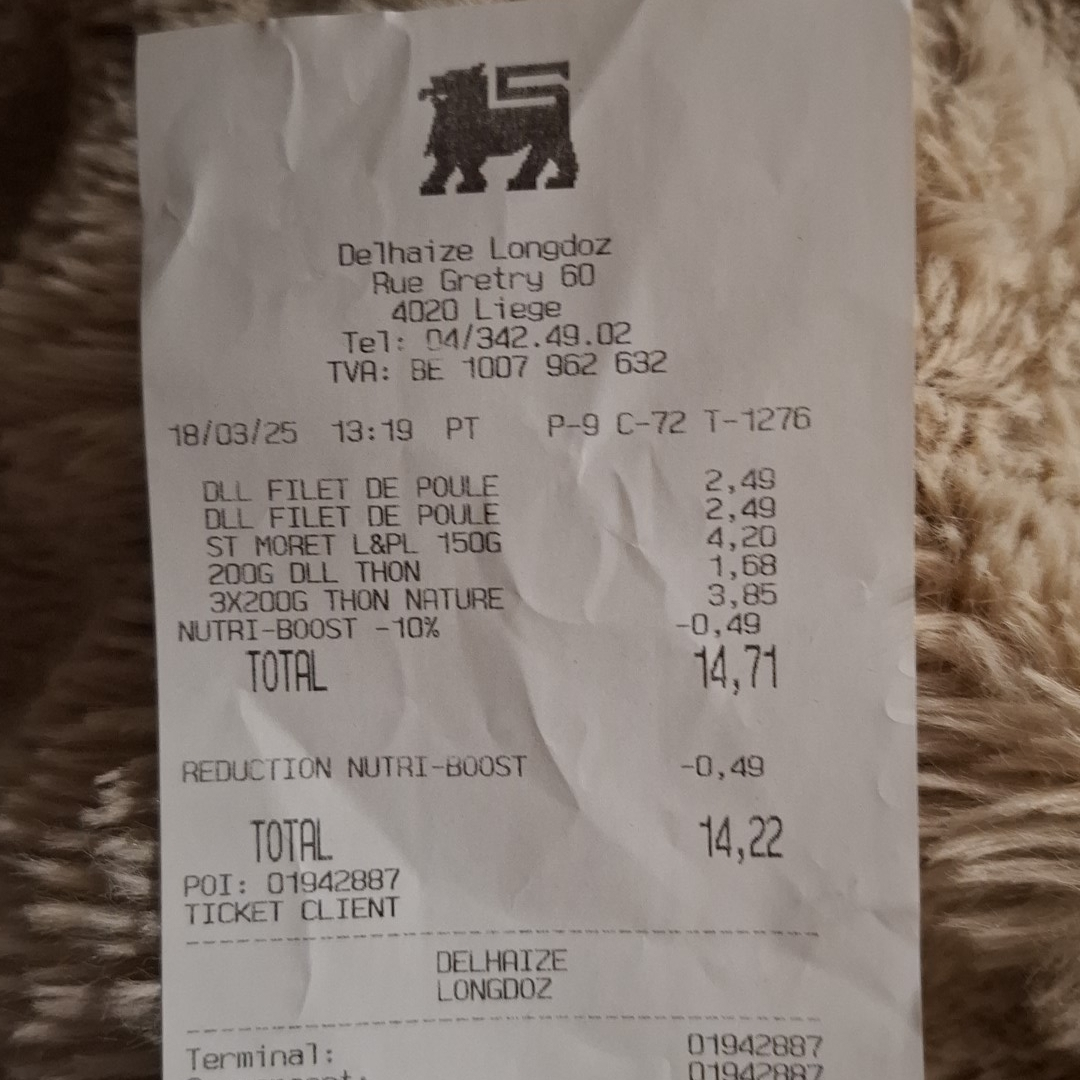 Delhaize Longdoz
Rue Gretry 60
4020 Liege
Tel: 04/342.49.02
TVA: BE 1007 962 632
18/03/25 13:19 PT P-9 C-72 T-1276
DLL FILET DE POULE 2,49
DLL FILET DE POULE 2,49
ST MORET L&PL 150G 4,20
200G DLL THON 1,68
3X200G THON NATURE 3,85
NUTRI-BOOST -10% -0,49
TOTAL 14,71
REDUCTION NUTRI-BOOST -0,49
TOTAL 14,22
POI: 01942887
TICKET CLIENT
DELHAIZE
LONGDOZ
Terminal: 01942887
01942887